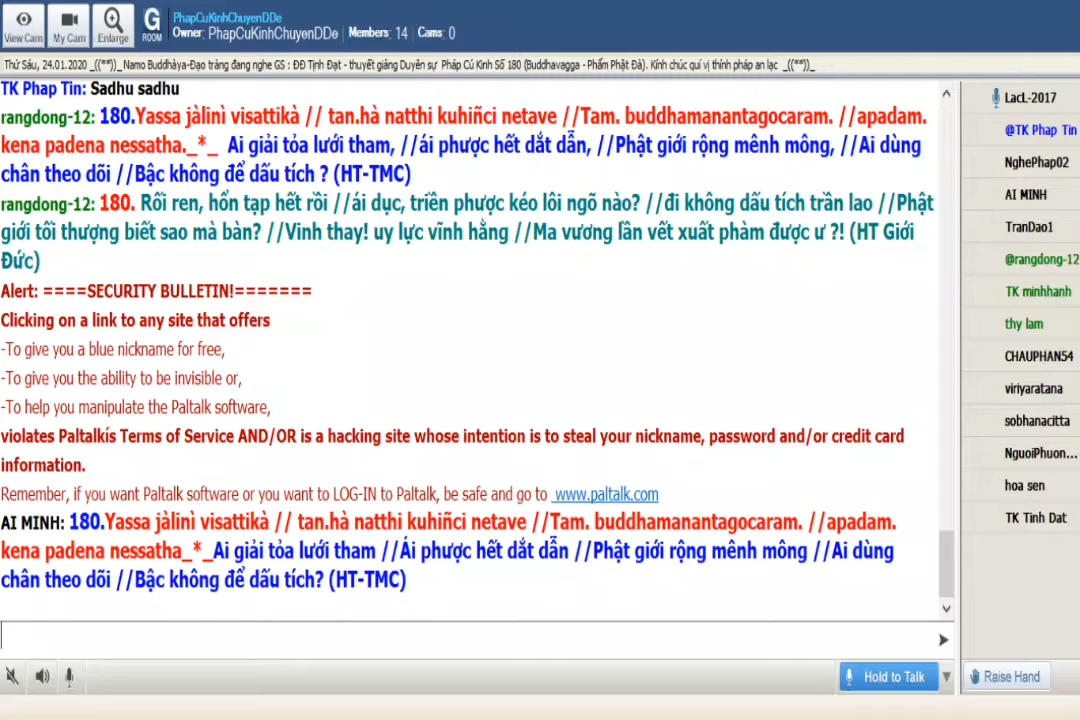 PhapCuKinhChuyenDDe
Owner: PhapCuKinhChuyenDDe Members: 14 Cams: 0
View Cam My Cam Enlarge G ROOM
Thứ Sáu, 24.01.2020 _((**))_Namo Buddhàya-Đạo tràng đang nghe GS : ĐĐ Tịnh Đạt - thuyết giảng Duyên sự Pháp Cú Kinh Số 180 (Buddhavagga - Phẩm Phật Đà). Kính chúc quí vị thính pháp an lạc _((**))_
TK Phap Tin: Sadhu sadhu
rangdong-12: 180.Yassa jàlinì visattikà // tan.hà natthi kuhiñci netave //Tam. buddhamanantagocaram. //apadam.
kena padena nessatha._*_ Ai giải tỏa lưới tham, //ái phược hết dắt dẫn, //Phật giới rộng mênh mông, //Ai dùng
chân theo dõi //Bậc không để dấu tích ? (HT-TMC)
rangdong-12: 180. Rối ren, hổn tạp hết rồi //ái dục, triền phược kéo lôi ngõ nào? //đi không dấu tích trần lao //Phật
giới tối thượng biết sao mà bàn? //Vinh thay! uy lực vĩnh hằng //Ma vương lần vết xuất phàm được ư ?! (HT Giới
Đức)
Alert: ====SECURITY BULLETIN!=======
Clicking on a link to any site that offers
-To give you a blue nickname for free,
-To give you the ability to be invisible or,
-To help you manipulate the Paltalk software,
violates Paltalkís Terms of Service AND/OR is a hacking site whose intention is to steal your nickname, password and/or credit card
information.
Remember, if you want Paltalk software or you want to LOG-IN to Paltalk, be safe and go to www.paltalk.com
AI MINH: 180.Yassa jàlinì visattikà // tan.hà natthi kuhiñci netave //Tam. buddhamanantagocaram. //apadam.
kena padena nessatha_*_Ai giải tỏa lưới tham //Ái phược hết dắt dẫn //Phật giới rộng mênh mông //Ai dùng
chân theo dõi //Bậc không để dấu tích? (HT-TMC)
Hold to Talk
LacL-2017
@TK Phap Tin
NghePhap02
AI MINH
TranDao1
@rangdong-12
TK minhhanh
thy lam
CHAUPHAN54
viriyaratana
sobhanacitta
NguoiPhuon...
hoa sen
TK Tinh Dat
Raise Hand